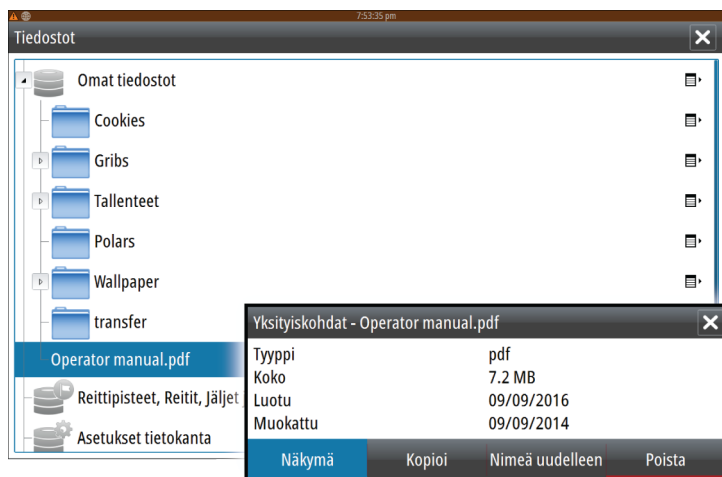 7:53:35 pm
Tiedostot
Omat tiedostot
Cookies
Gribs
Tallenteet
Polars
Wallpaper
transfer
Operator manual.pdf
Reittipisteet, Reitit, Jäljet
Asetukset tietokanta
Yksityiskohdat - Operator manual.pdf
Tyyppi pdf
Koko 7.2 MB
Luotu 09/09/2016
Muokattu 09/09/2014
Näkymä Kopioi Nimeä uudelleen Poista